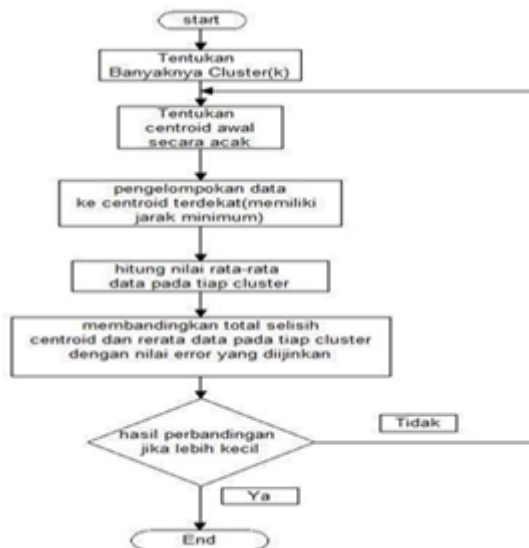 start
Tentukan
Banyaknya Cluster(k)
Tentukan
centroid awal
secara acak
pengelompokan data
ke centroid terdekat(memiliki
jarak minimum)
hitung nilai rata-rata
data pada tiap cluster
membandingkan total selisih
centroid dan rerata data pada tiap cluster
dengan nilai error yang diijinkan
hasil perbandingan
jika lebih kecil
Tidak
Ya
End